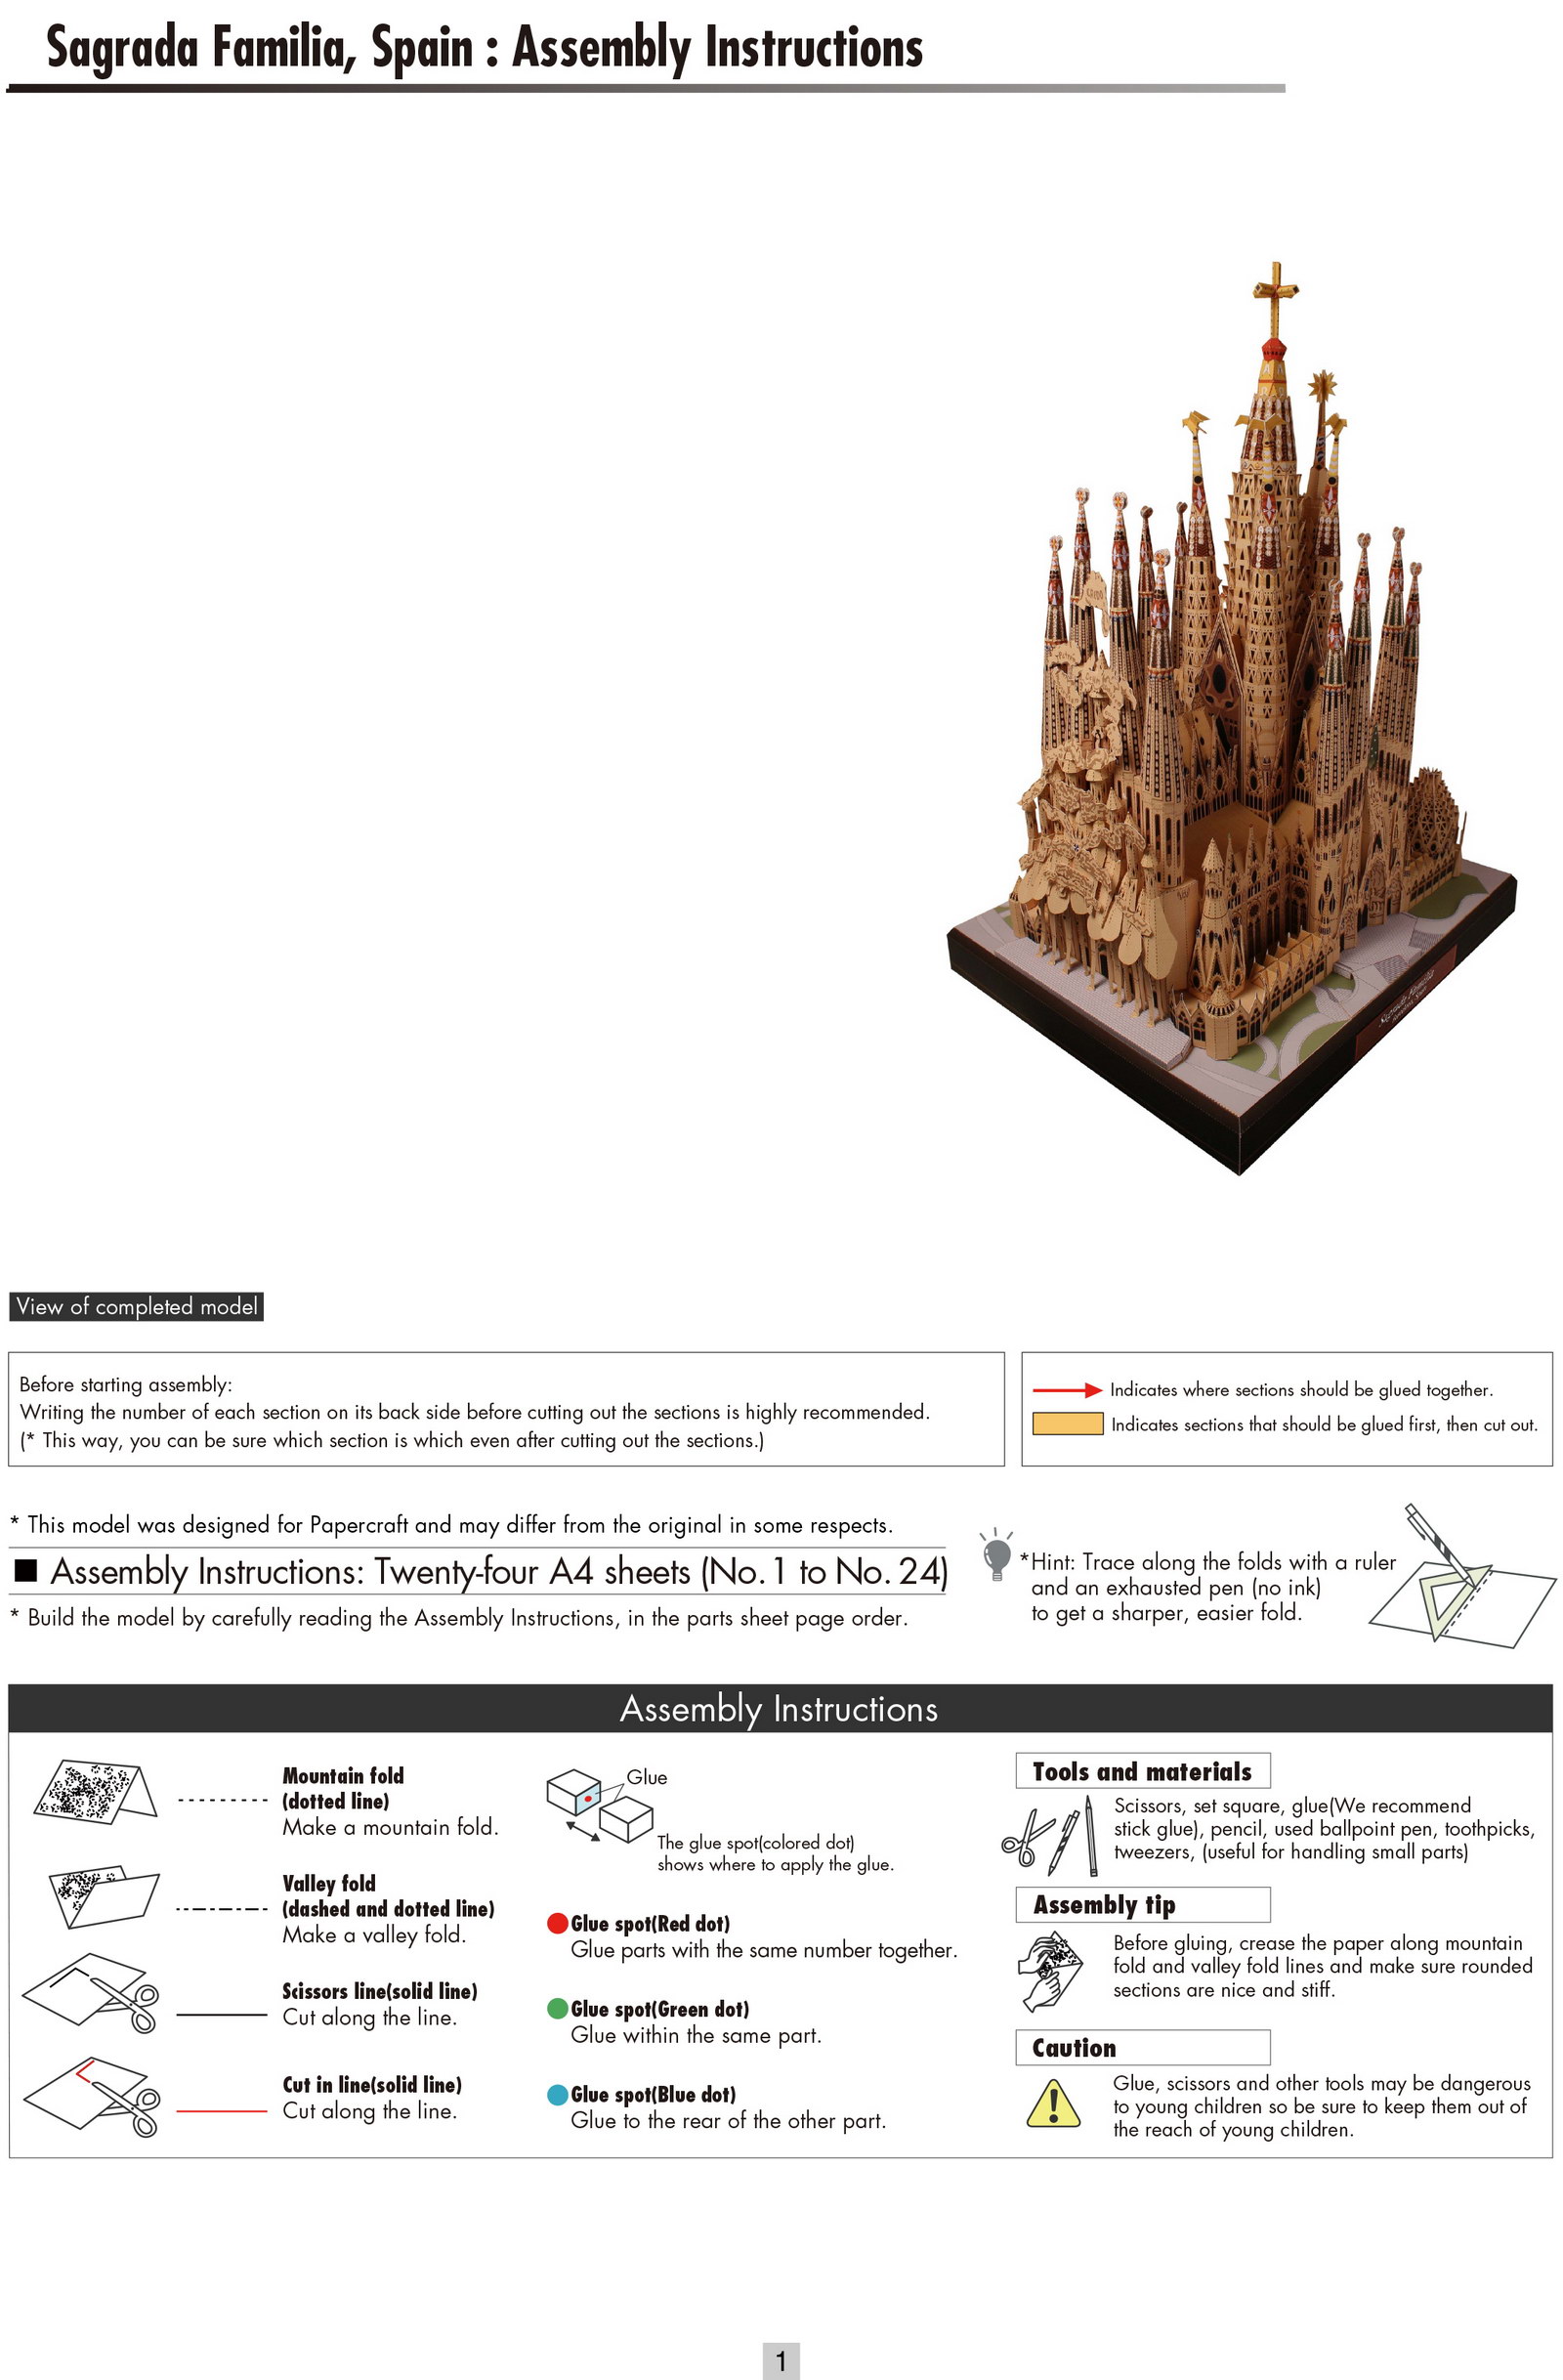 Sagrada Familia, Spain : Assembly Instructions
View of completed model
Before starting assembly:
Writing the number of each section on its back side before cutting out the sections is highly recommended.
(* This way, you can be sure which section is which even after cutting out the sections.)
Indicates where sections should be glued together.
Indicates sections that should be glued first, then cut out.
* This model was designed for Papercraft and may differ from the original in some respects.
■ Assembly Instructions: Twenty-four A4 sheets (No. 1 to No. 24)
* Build the model by carefully reading the Assembly Instructions, in the parts sheet page order.
*Hint: Trace along the folds with a ruler
and an exhausted pen (no ink)
to get a sharper, easier fold.
Assembly Instructions
Mountain fold
(dotted line)
Make a mountain fold.
Valley fold
(dashed and dotted line)
Make a valley fold.
Scissors line(solid line)
Cut along the line.
Cut in line(solid line)
Cut along the line.
Glue
The glue spot(colored dot)
shows where to apply the glue.
Glue spot(Red dot)
Glue parts with the same number together.
Glue spot(Green dot)
Glue within the same part.
Glue spot(Blue dot)
Glue to the rear of the other part.
Tools and materials
Scissors, set square, glue(We recommend
stick glue), pencil, used ballpoint pen, toothpicks,
tweezers, (useful for handling small parts)
Assembly tip
Before gluing, crease the paper along mountain
fold and valley fold lines and make sure rounded
sections are nice and stiff.
Caution
Glue, scissors and other tools may be dangerous
to young children so be sure to keep them out of
the reach of young children.
1